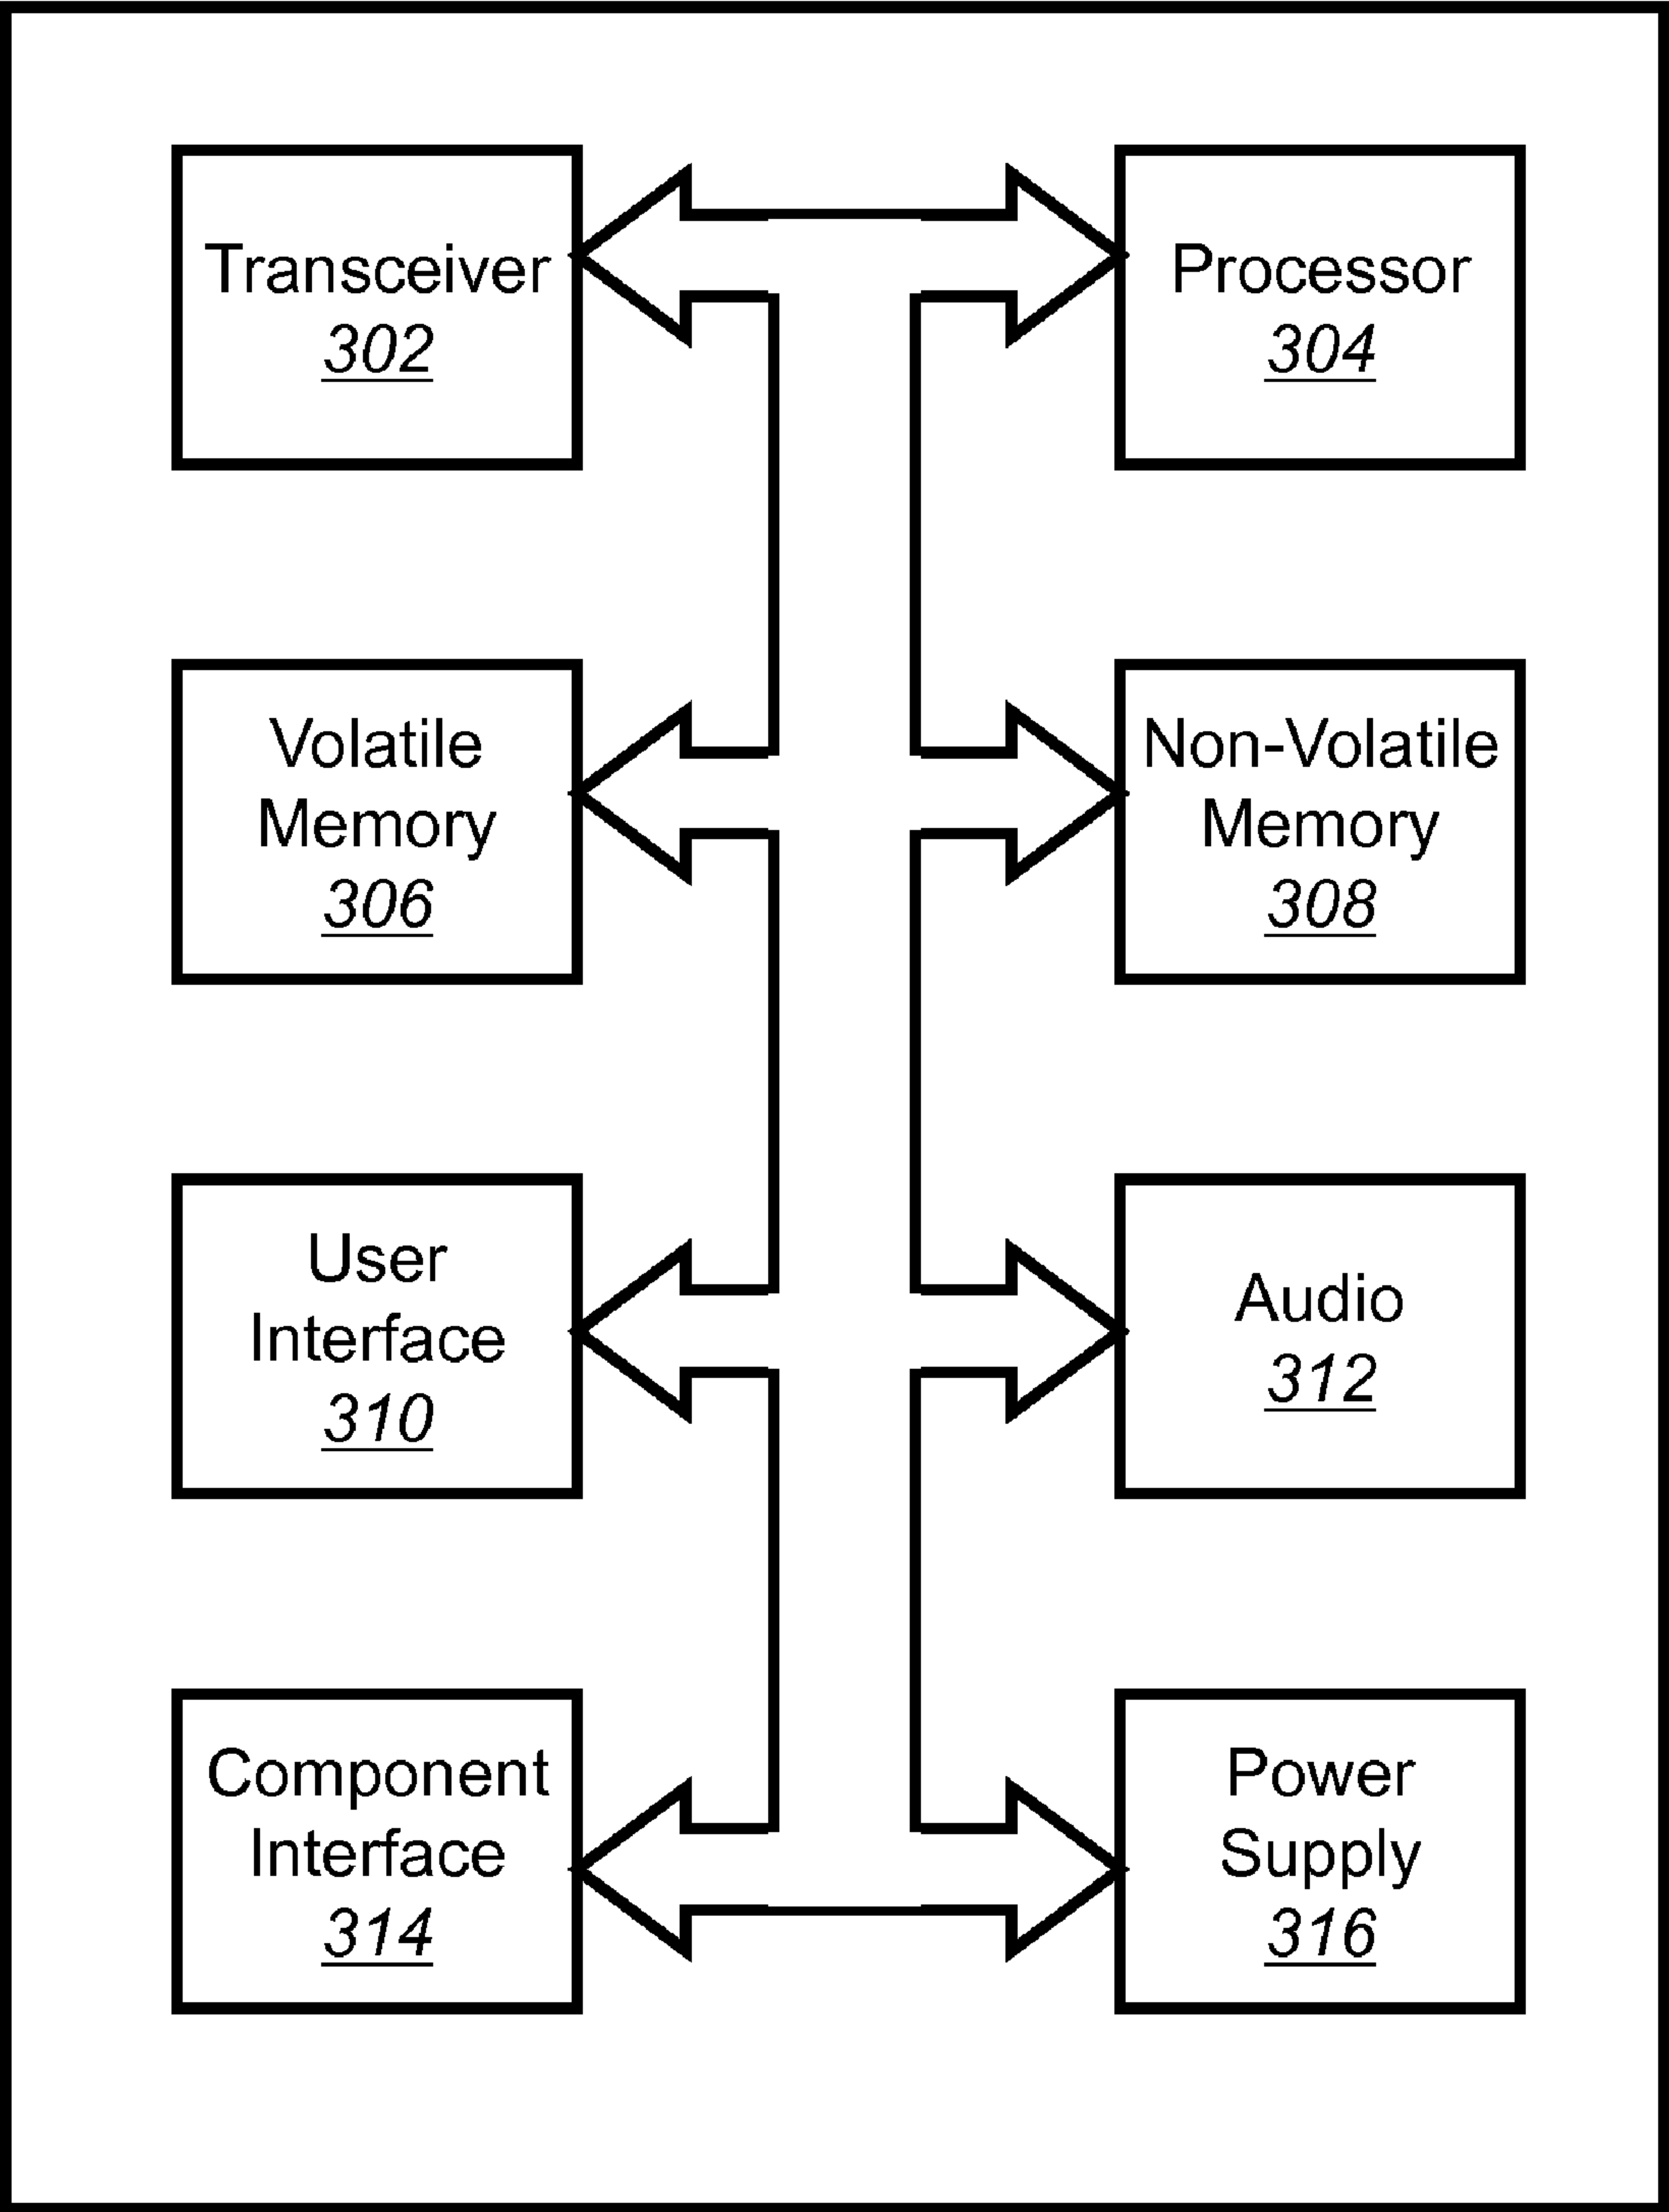 Transceiver
302
Processor
304
Volatile
Memory
306
Non-Volatile
Memory
308
User
Interface
310
Audio
312
Component
Interface
314
Power
Supply
316